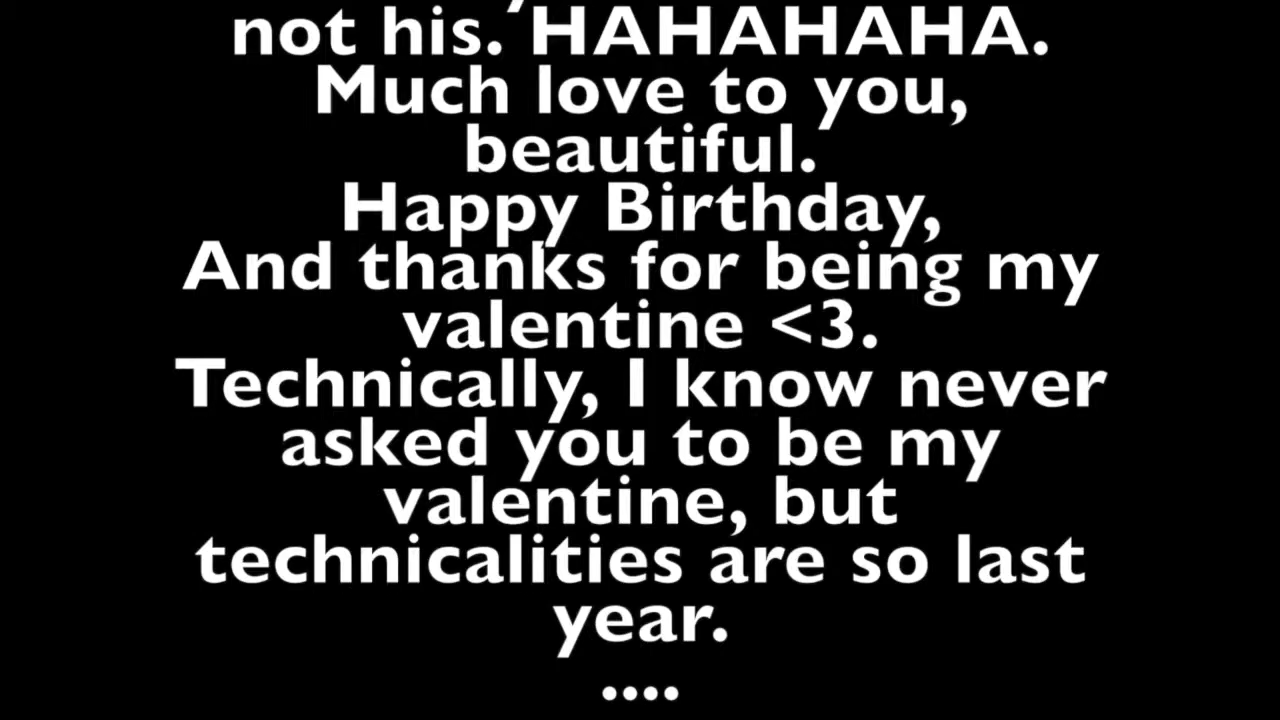 not his. HAHAHAHA.
Much love to you,
beautiful.
Happy Birthday,
And thanks for being my
valentine <3.
Technically, I know never
asked you to be my
valentine, but
technicalities are so last
year.
....